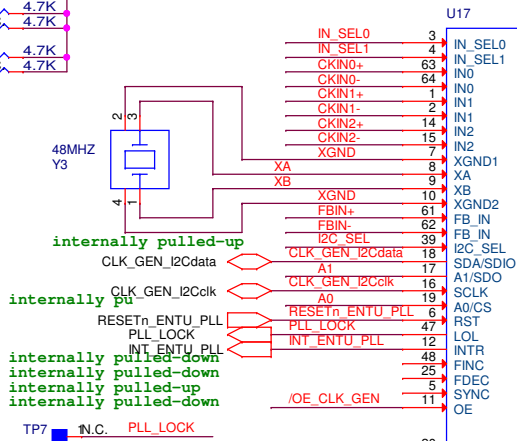 4.7K
4.7K
4.7K
4.7K
U17
IN_SEL0 3 IN_SEL0
IN_SEL1 4 IN_SEL1
CKIN0+ 63 IN0
CKIN0- 64 IN0
CKIN1+ 1 IN1
CKIN1- 2 IN1
CKIN2+ 14 IN2
CKIN2- 15 IN2
XGND 7 XGND1
XA 8 XA
XB 9 XB
XGND 10 XGND2
FBIN+ 61 FB_IN
FBIN- 62 FB_IN
I2C_SEL 39 I2C_SEL
2 3
48MHZ
Y3
4 1
internally pulled-up
CLK_GEN_I2Cdata CLK_GEN_I2Cdata 18 SDA/SDIO
A1 17 A1/SDO
CLK_GEN_I2Cclk CLK_GEN_I2Cclk 16 SCLK
internally pu
A0 19 A0/CS
RESETn_ENTU_PLL RESETn_ENTU_PLL 6 RST
PLL_LOCK PLL_LOCK 47 LOL
INT_ENTU_PLL INT_ENTU_PLL 12 INTR
internally pulled-down 48 FINC
internally pulled-down 25 FDEC
internally pulled-up 5 SYNC
internally pulled-down /OE_CLK_GEN 11 OE
TP7 1 N.C. PLL_LOCK